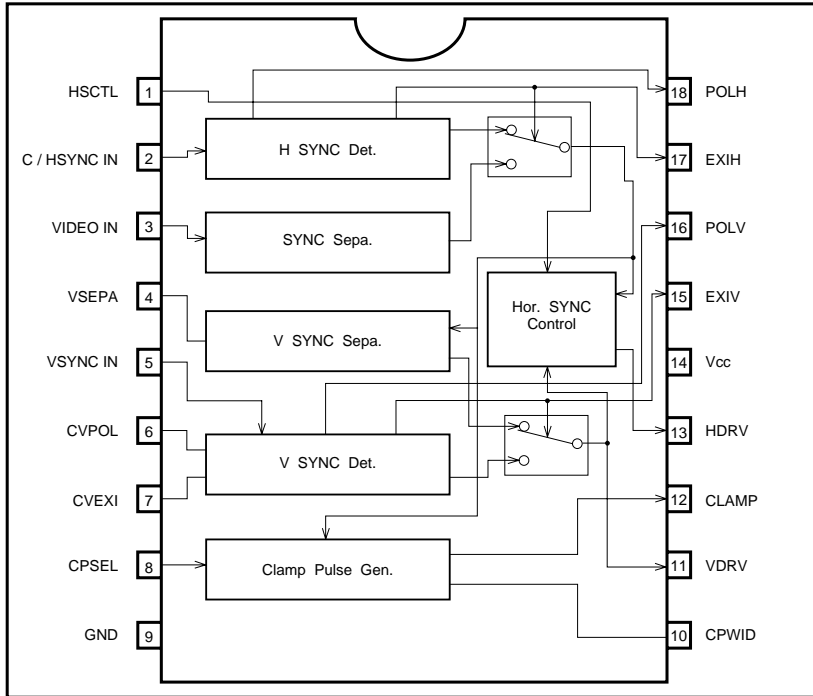 HSCTL 1
C / HSYNC IN 2
VIDEO IN 3
VSEPA 4
VSYNC IN 5
CVPOL 6
CVEXI 7
CPSEL 8
GND 9
H SYNC Det.
SYNC Sepa.
V SYNC Sepa.
V SYNC Det.
Clamp Pulse Gen.
Hor. SYNC
Control
18 POLH
17 EXIH
16 POLV
15 EXIV
14 Vcc
13 HDRV
12 CLAMP
11 VDRV
10 CPWID